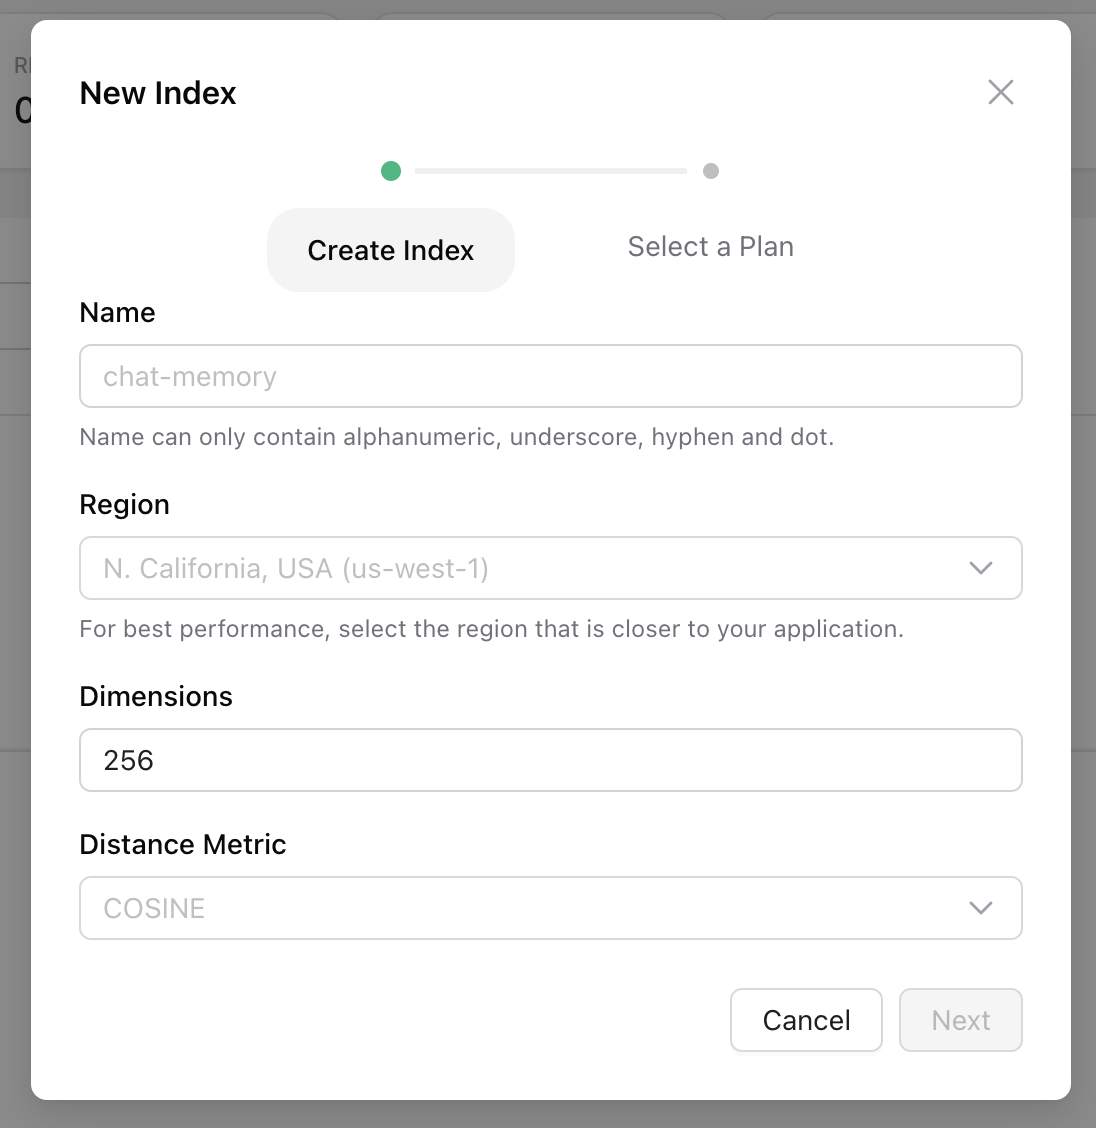 New Index
Create Index
Select a Plan
Name
chat-memory
Name can only contain alphanumeric, underscore, hyphen and dot.
Region
N. California, USA (us-west-1)
For best performance, select the region that is closer to your application.
Dimensions
256
Distance Metric
COSINE
Cancel
Next